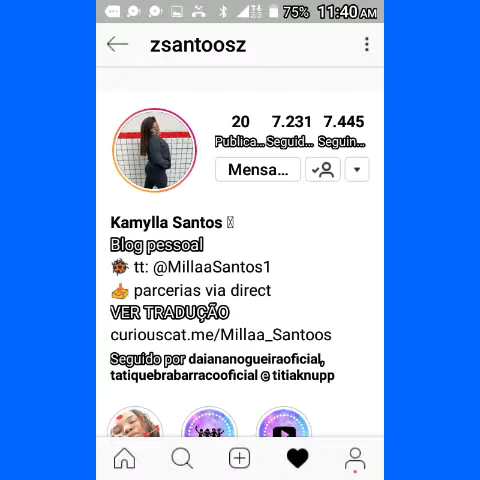 75% 11:40 AM
zsantoosz
20 7.231 7.445
Publica... Seguid... Seguin...
Mensa...
Kamylla Santos
Blog pessoal
tt: @MillaaSantos1
parcerias via direct
VER TRADUÇÃO
curiouscat.me/Millaa_Santoos
Seguido por daiananogueiraoficial,
tatiquebrabarracooficial e titiaknupp